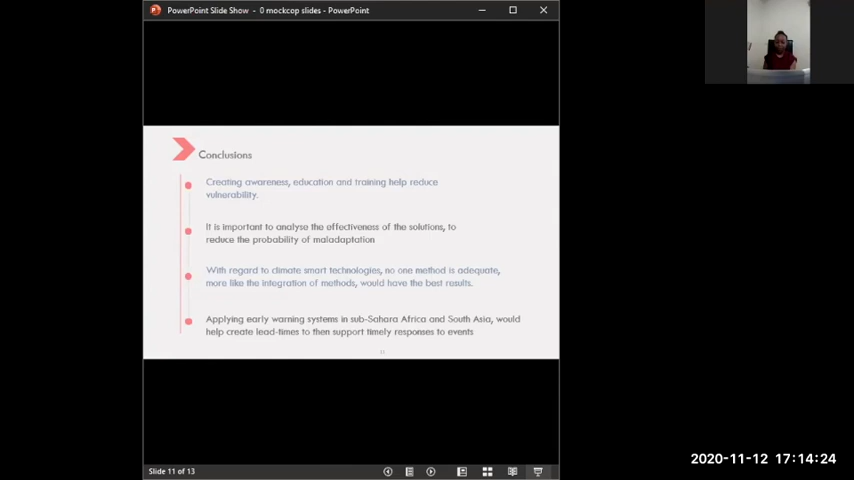 PowerPoint Slide Show - 0 mockcop slides - PowerPoint
Conclusions
Creating awareness, education and training help reduce
vulnerability.
It is important to analyse the effectiveness of the solutions, to
reduce the probability of maladaptation
With regard to climate smart technologies, no one method is adequate,
more like the integration of methods, would have the best results.
Applying early warning systems in sub-Sahara Africa and South Asia, would
help create lead-times to then support timely responses to events
2020-11-12 17:14:24
Slide 11 of 13